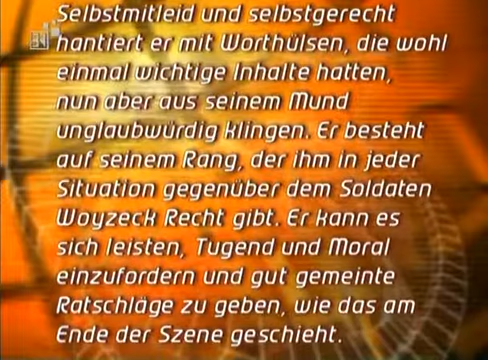 Selbstmitleid und selbstgerecht
hantiert er mit Worthülsen, die wohl
einmal wichtige Inhalte hatten,
nun aber aus seinem Mund
unglaubwürdig klingen. Er besteht
auf seinem Rang, der ihm in jeder
Situation gegenüber dem Soldaten
Woyzeck Recht gibt. Er kann es
sich leisten, Tugend und Moral
einzufordern und gut gemeinte
Ratschläge zu geben, wie das am
Ende der Szene geschieht.